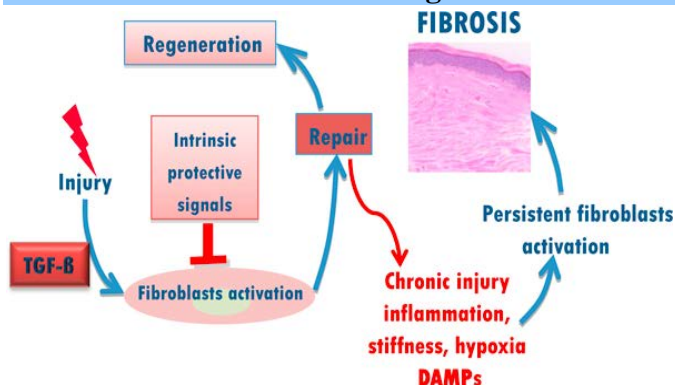 FIBROSIS
Regeneration
Repair
Intrinsic
protective
signals
Injury
TGF-ß
Fibroblasts activation
Persistent fibroblasts
activation
Chronic injury
inflammation,
stiffness, hypoxia
DAMPs